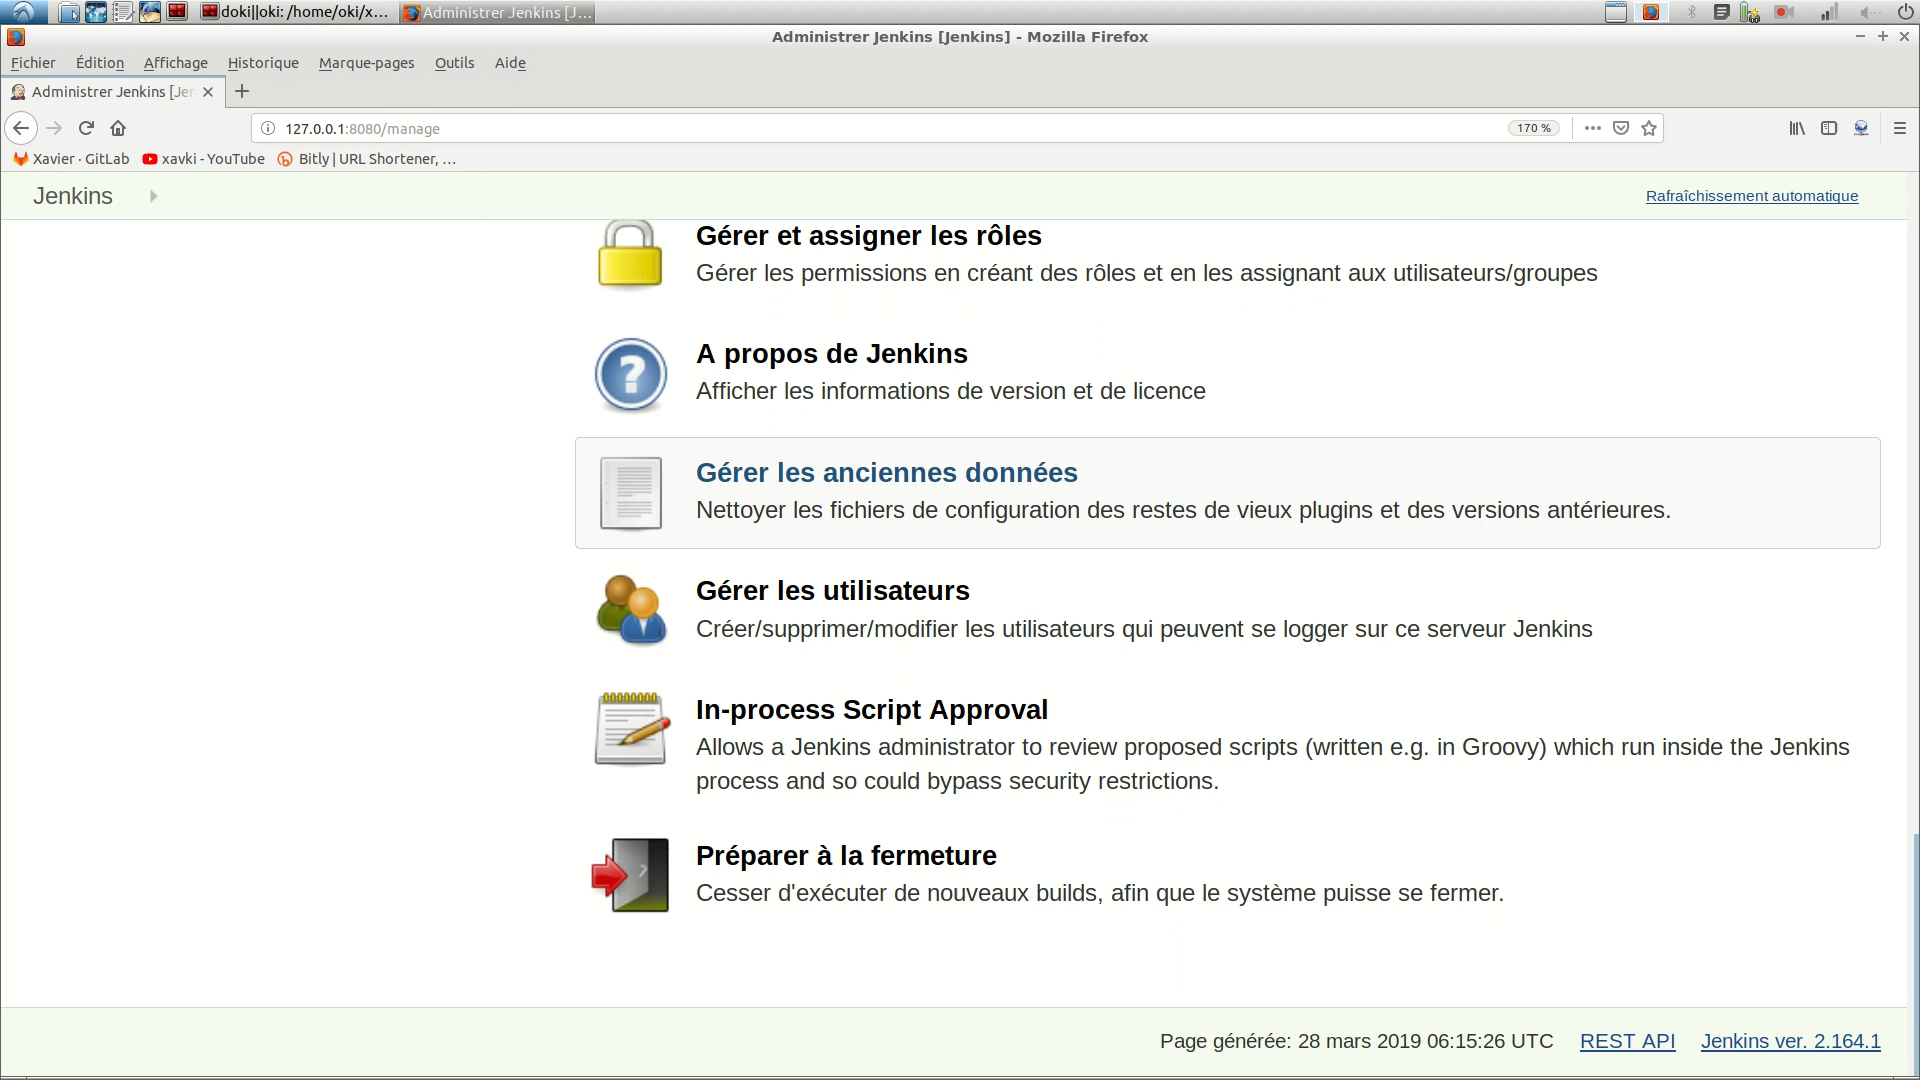 doki||oki: /home/oki/x...
Administrer Jenkins [J...
Administrer Jenkins [Jenkins] - Mozilla Firefox
Fichier Édition Affichage Historique Marque-pages Outils Aide
Administrer Jenkins [Jen
127.0.0.1:8080/manage
170 %
Xavier · GitLab xavki - YouTube Bitly | URL Shortener, ...
Jenkins
Rafraîchissement automatique
Gérer et assigner les rôles
Gérer les permissions en créant des rôles et en les assignant aux utilisateurs/groupes
A propos de Jenkins
Afficher les informations de version et de licence
Gérer les anciennes données
Nettoyer les fichiers de configuration des restes de vieux plugins et des versions antérieures.
Gérer les utilisateurs
Créer/supprimer/modifier les utilisateurs qui peuvent se logger sur ce serveur Jenkins
In-process Script Approval
Allows a Jenkins administrator to review proposed scripts (written e.g. in Groovy) which run inside the Jenkins
process and so could bypass security restrictions.
Préparer à la fermeture
Cesser d'exécuter de nouveaux builds, afin que le système puisse se fermer.
Page générée: 28 mars 2019 06:15:26 UTC REST API Jenkins ver. 2.164.1